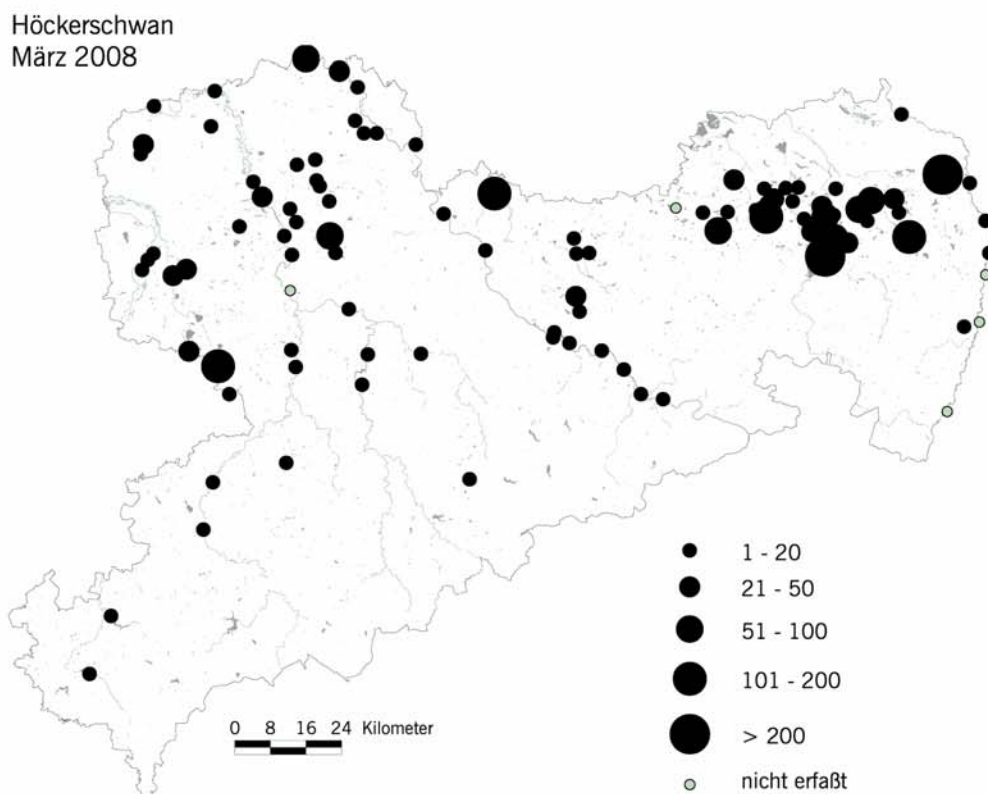 Höckerschwan
März 2008
1 - 20
21 - 50
51 - 100
101 - 200
> 200
nicht erfaßt
0 8 16 24 Kilometer